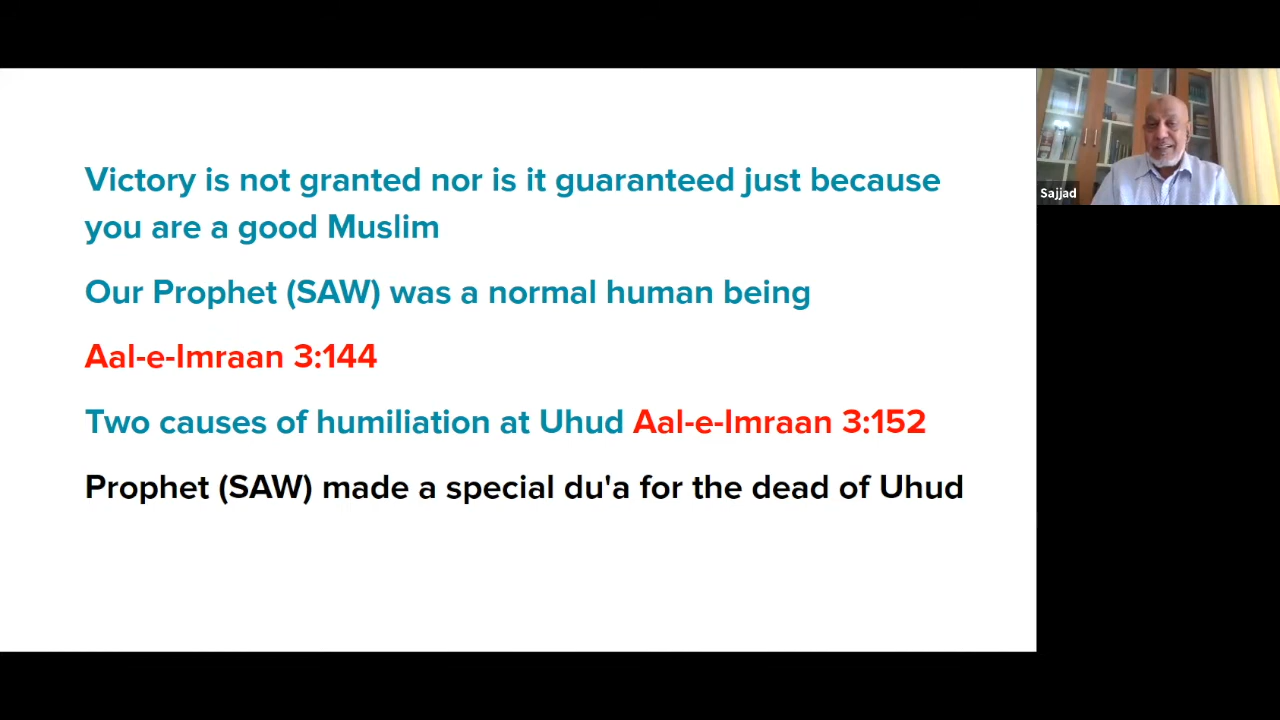 Victory is not granted nor is it guaranteed just because
you are a good Muslim
Our Prophet (SAW) was a normal human being
Aal-e-Imraan 3:144
Two causes of humiliation at Uhud Aal-e-Imraan 3:152
Prophet (SAW) made a special du'a for the dead of Uhud
Sajjad